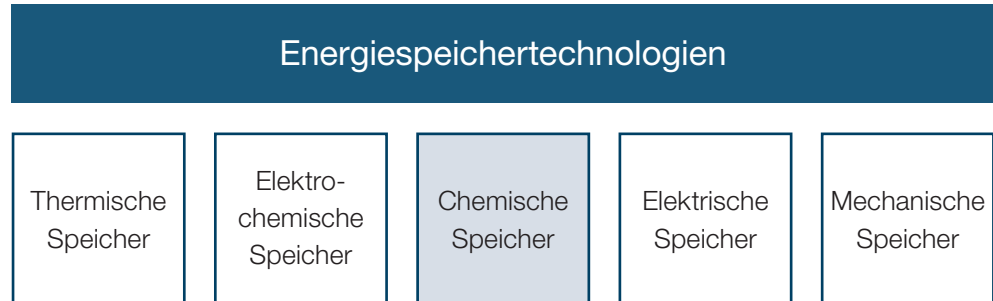 Energiespeichertechnologien
Thermische
Speicher
Elektro-
chemische
Speicher
Chemische
Speicher
Elektrische
Speicher
Mechanische
Speicher